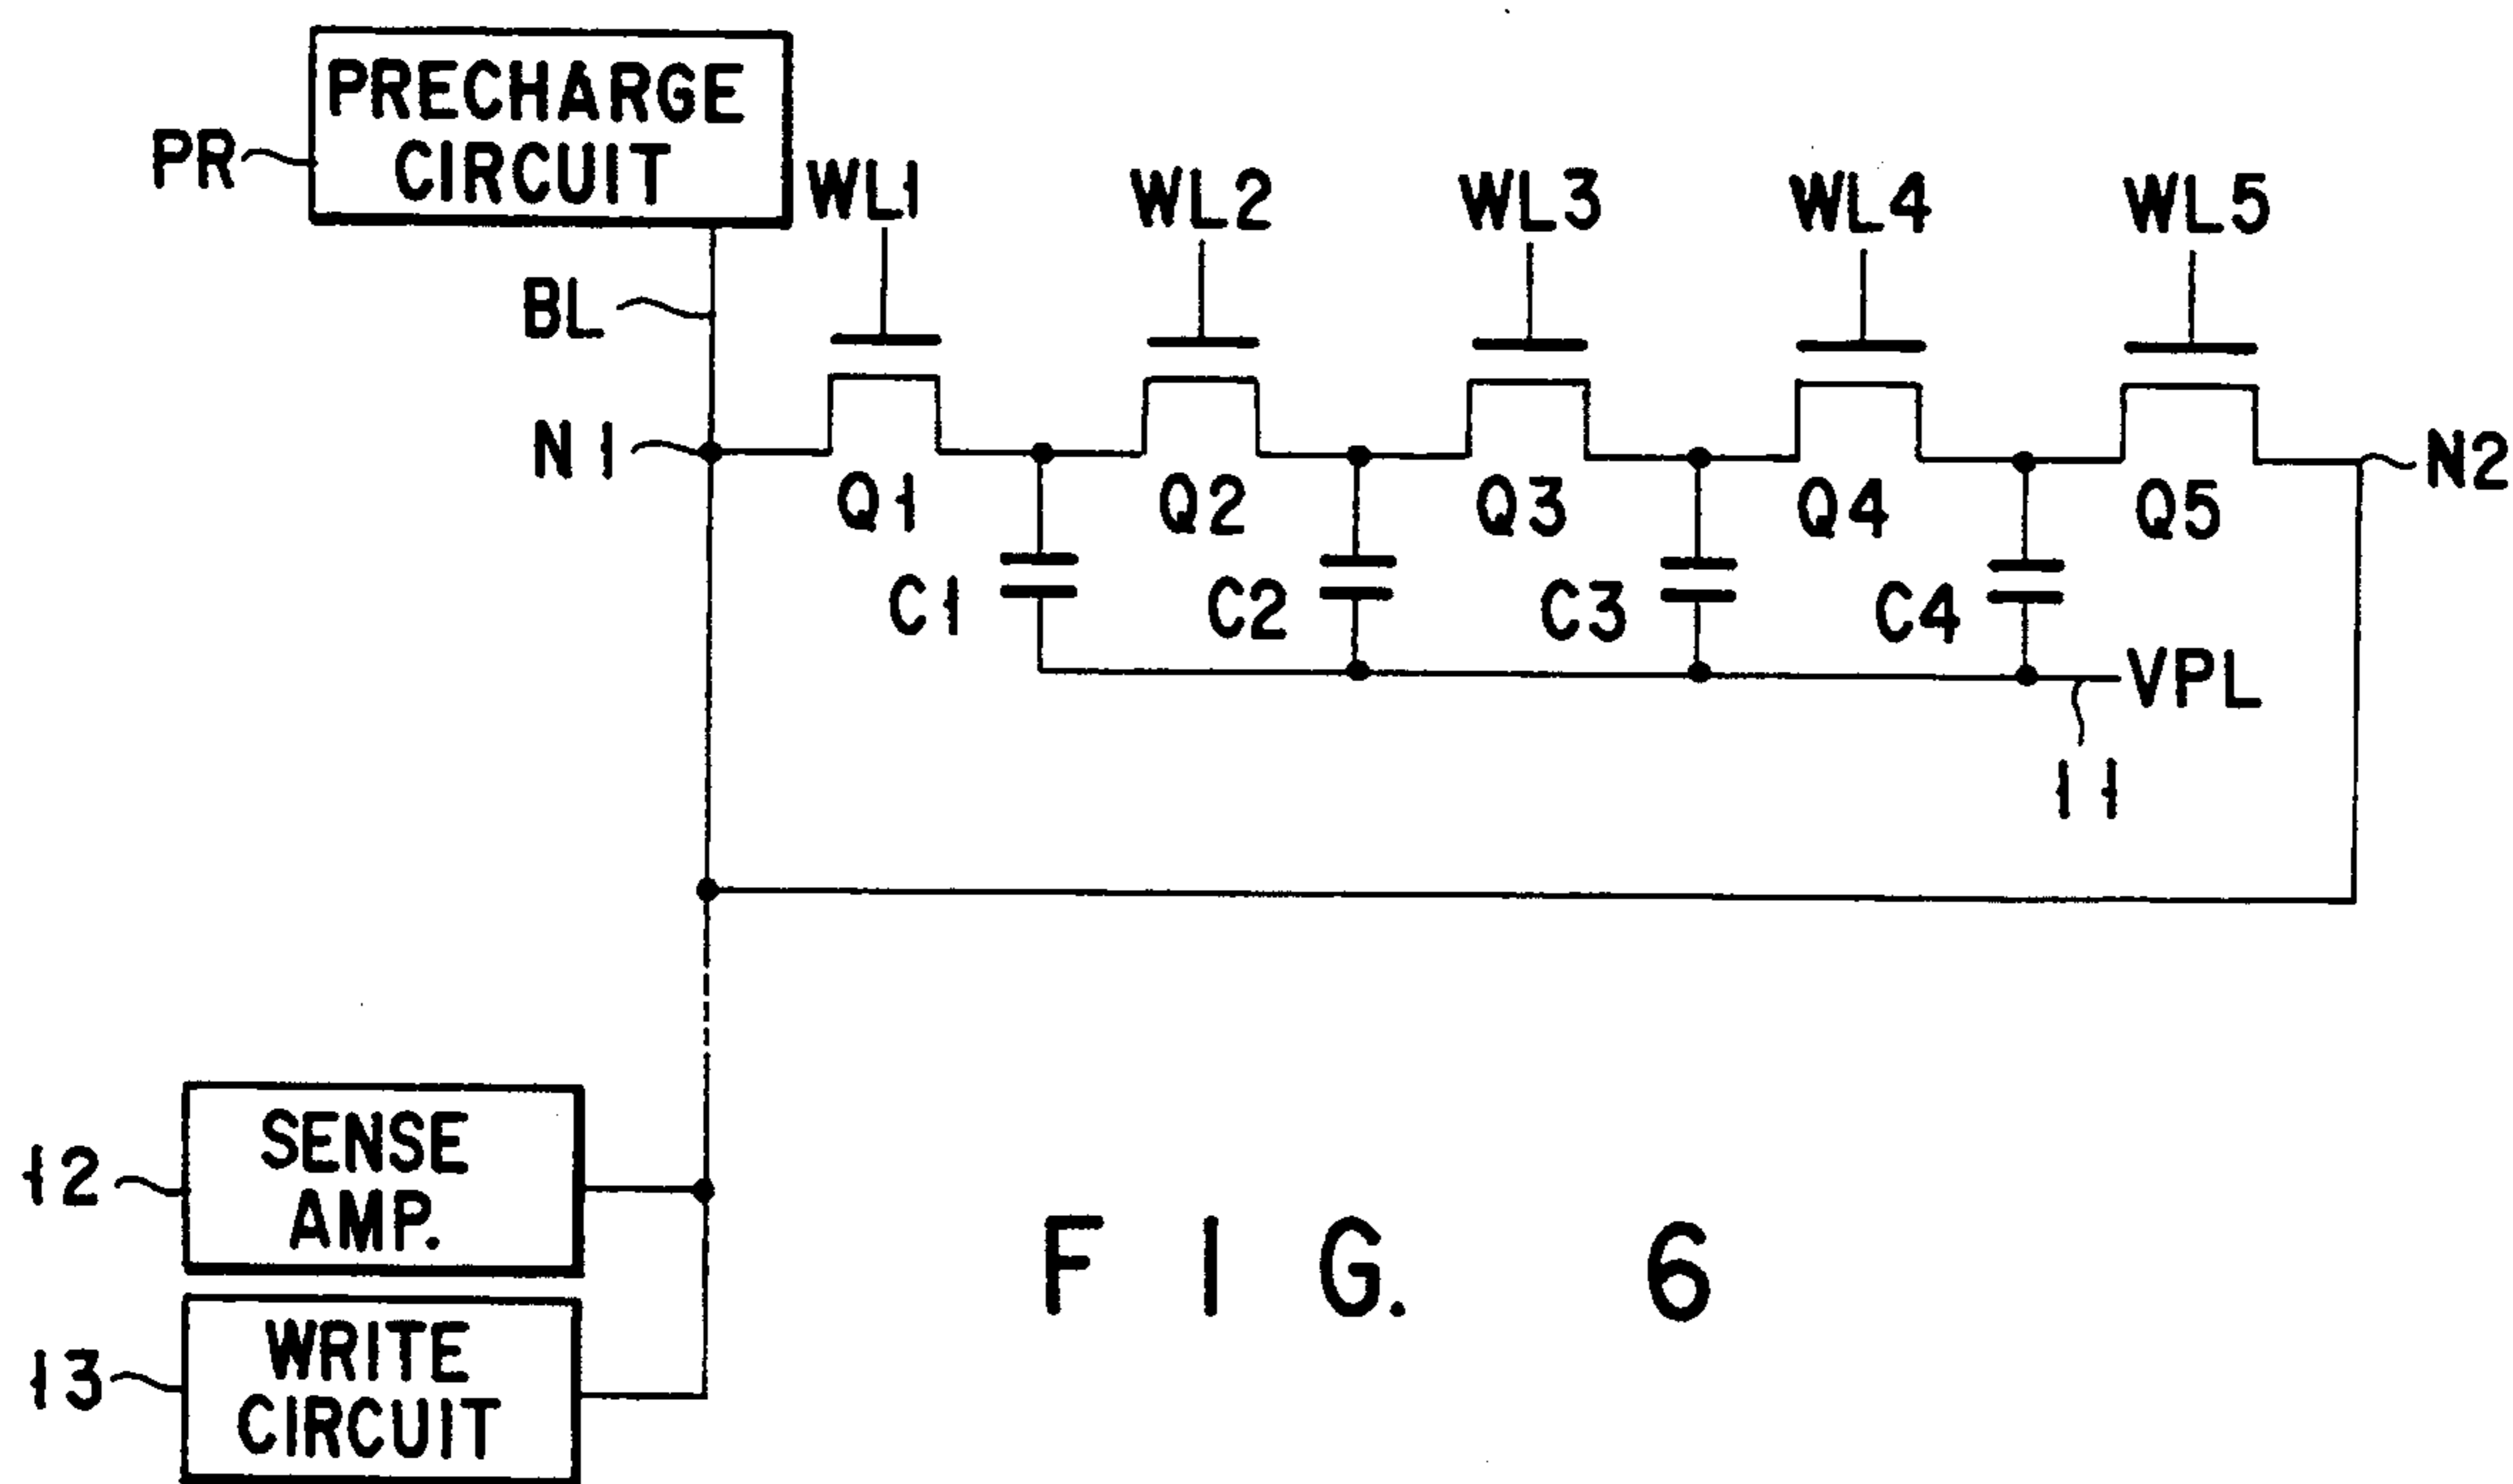 PRECHARGE
CIRCUIT
PR
WL1
WL2
WL3
WL4
WL5
BL
N1
N2
Q1
Q2
Q3
Q4
Q5
C1
C2
C3
C4
VPL
11
SENSE
AMP.
12
WRITE
CIRCUIT
13
FIG. 6